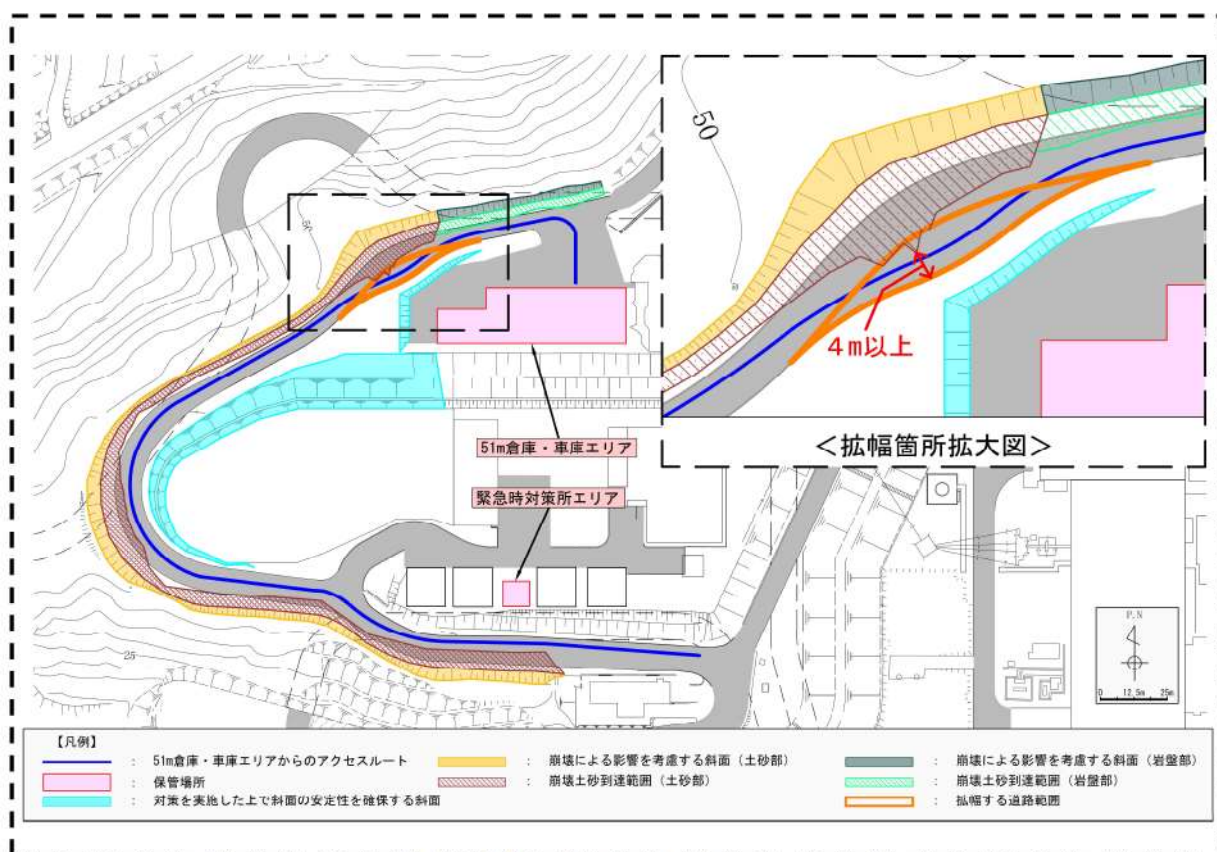 50
50
4m以上
<拡幅箇所拡大図>
51m倉庫・車庫エリア
緊急時対策所エリア
25
P.N
0 12.5m 25m
【凡例】
: 51m倉庫・車庫エリアからのアクセスルート
: 崩壊による影響を考慮する斜面(土砂部)
: 崩壊による影響を考慮する斜面(岩盤部)
: 保管場所
: 崩壊土砂到達範囲(土砂部)
: 崩壊土砂到達範囲(岩盤部)
: 対策を実施した上で斜面の安定性を確保する斜面
: 拡幅する道路範囲